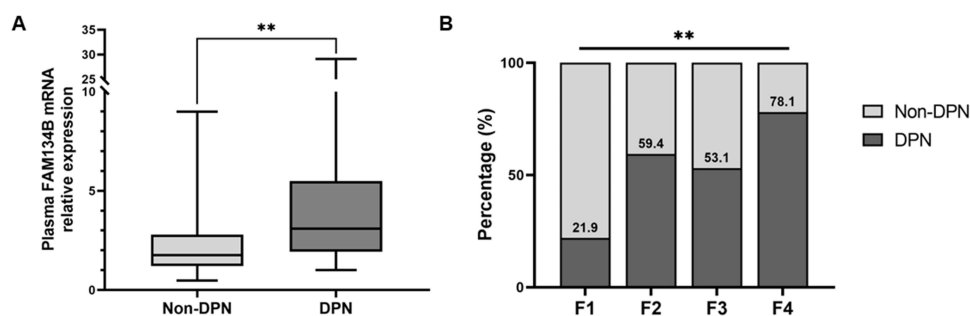 A
Plasma FAM134B mRNA
relative expression
35
30
25
10
5
0
**
Non-DPN
DPN
B
Percentage (%)
100
50
0
**
21.9
59.4
53.1
78.1
F1
F2
F3
F4
Non-DPN
DPN